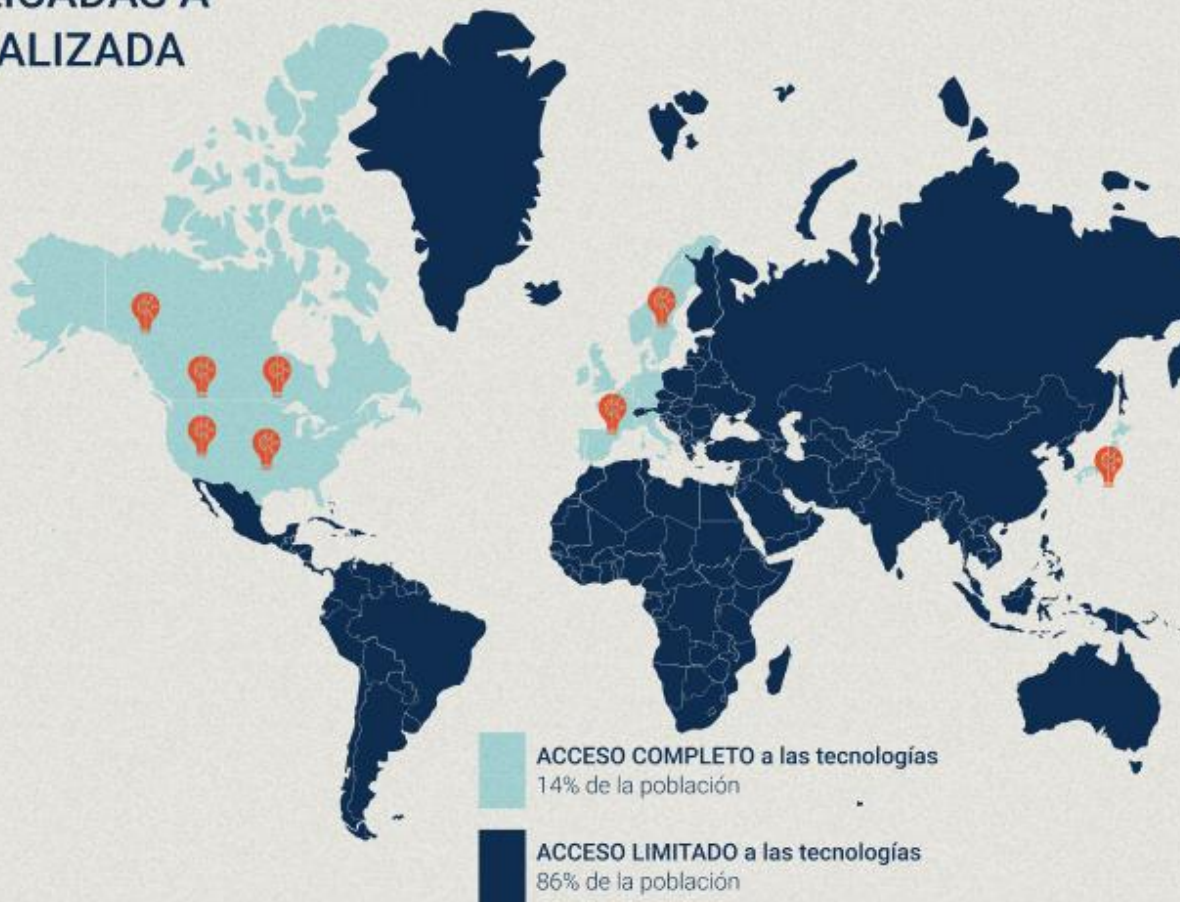 ALIZADA
ACCESO COMPLETO a las tecnologías
14% de la población
ACCESO LIMITADO a las tecnologías
86% de la población